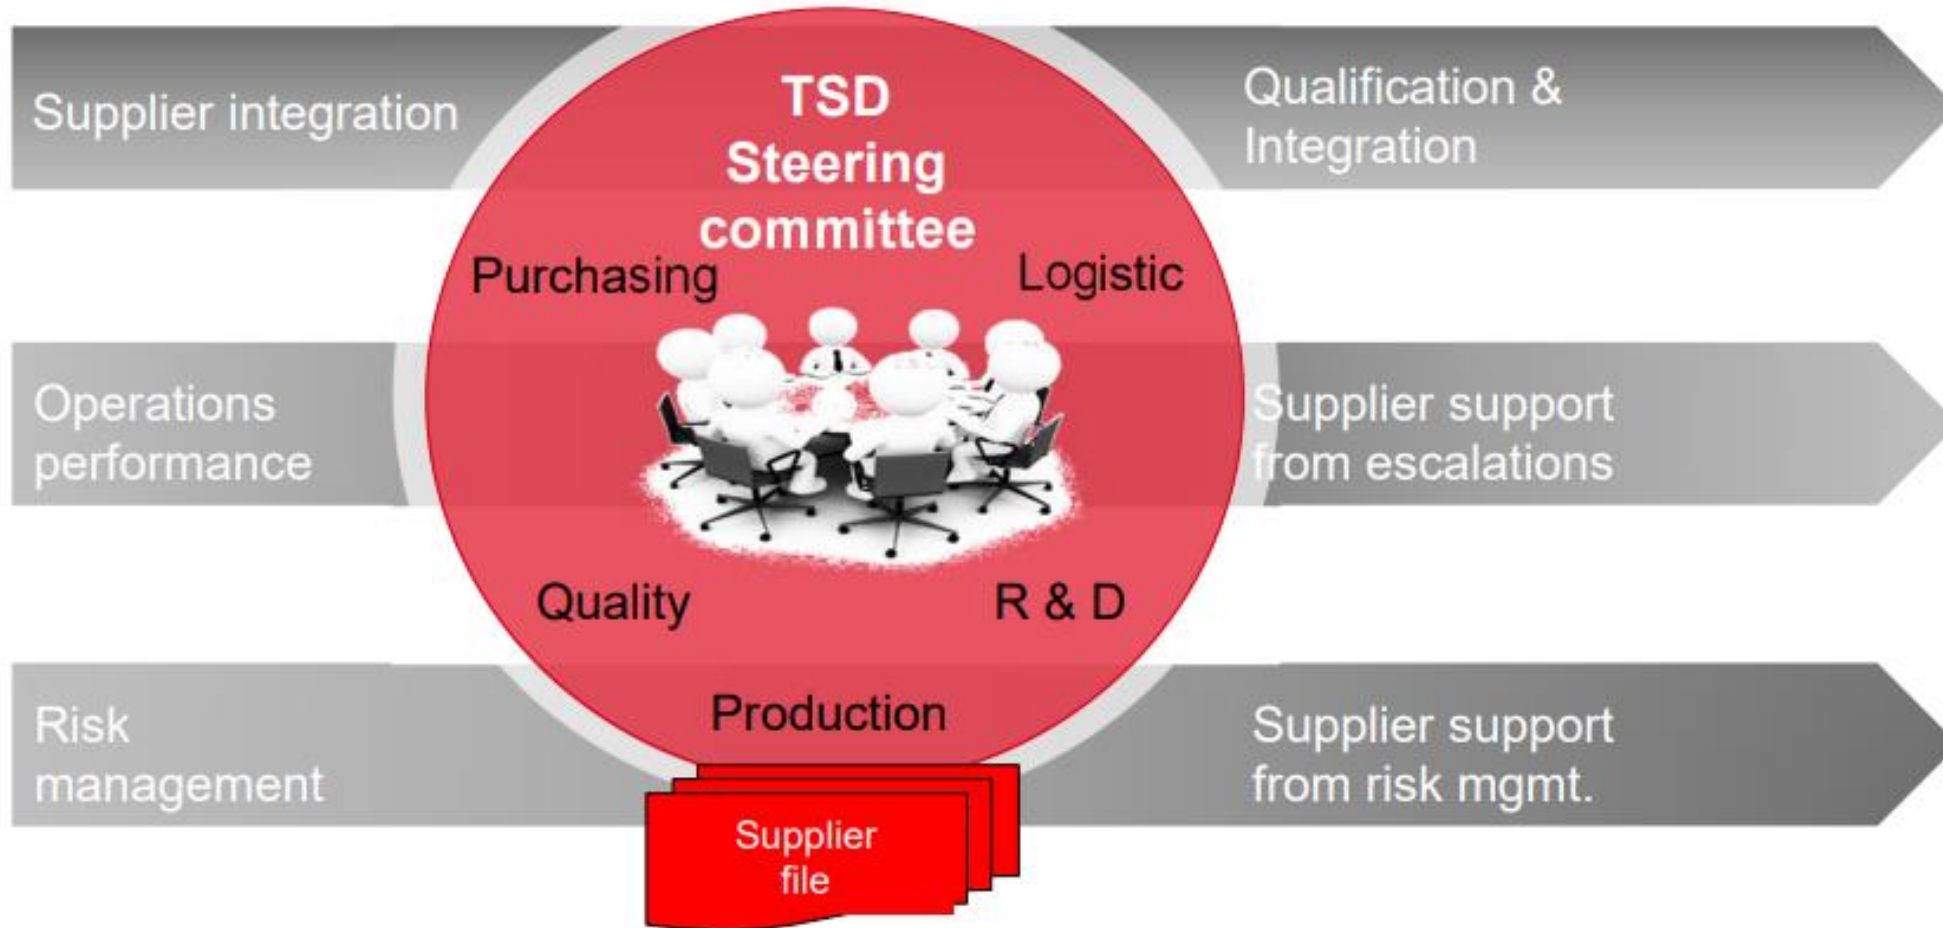 Supplier integration
TSD
Steering
committee
Qualification &
Integration
Purchasing
Logistic
Operations
performance
Supplier support
from escalations
Quality
R & D
Risk
management
Production
Supplier support
from risk mgmt.
Supplier
file